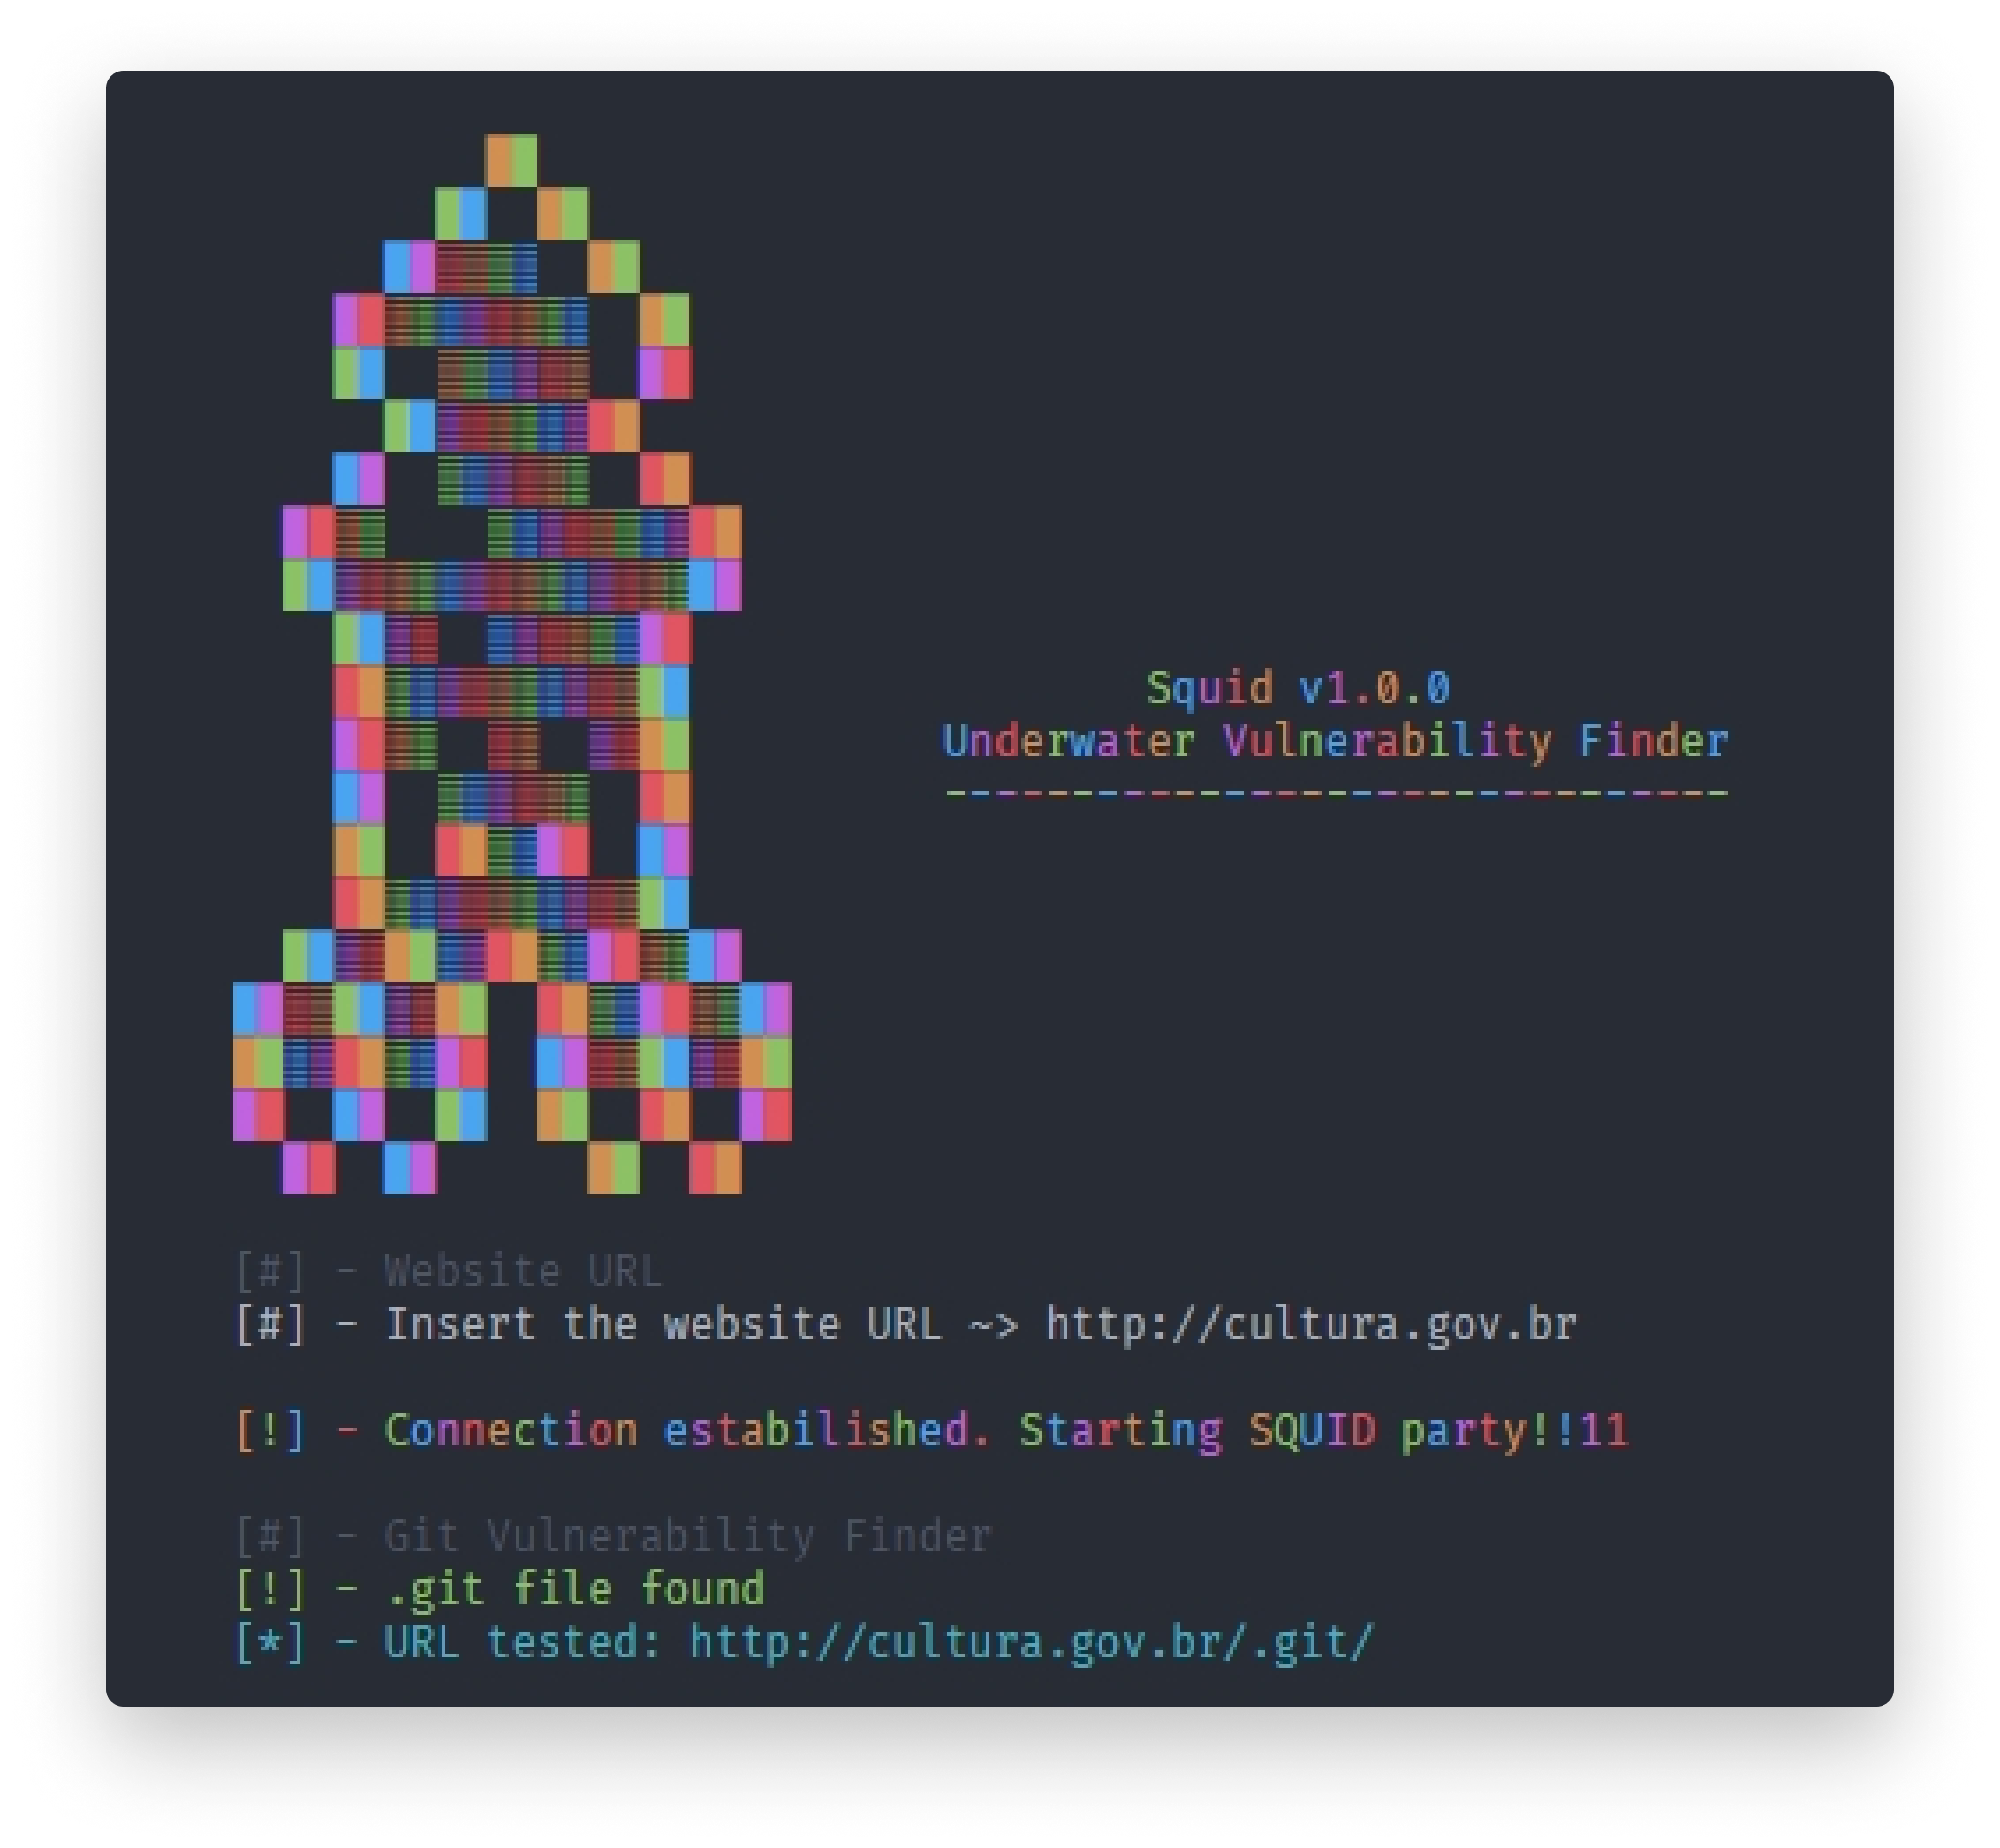 Squid v1.0.0
Underwater Vulnerability Finder
-------------------------------
[#] - Website URL
[#] - Insert the website URL ~> http://cultura.gov.br
[!] - Connection estabilished. Starting SQUID party!!11
[#] - Git Vulnerability Finder
[!] - .git file found
[*] - URL tested: http://cultura.gov.br/.git/